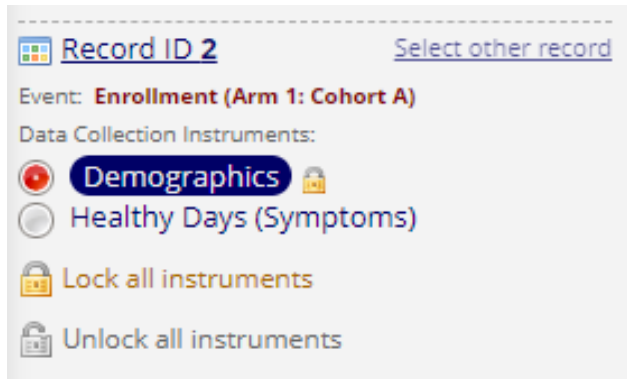 Record ID 2 Select other record
Event: Enrollment (Arm 1: Cohort A)
Data Collection Instruments:
Demographics
Healthy Days (Symptoms)
Lock all instruments
Unlock all instruments